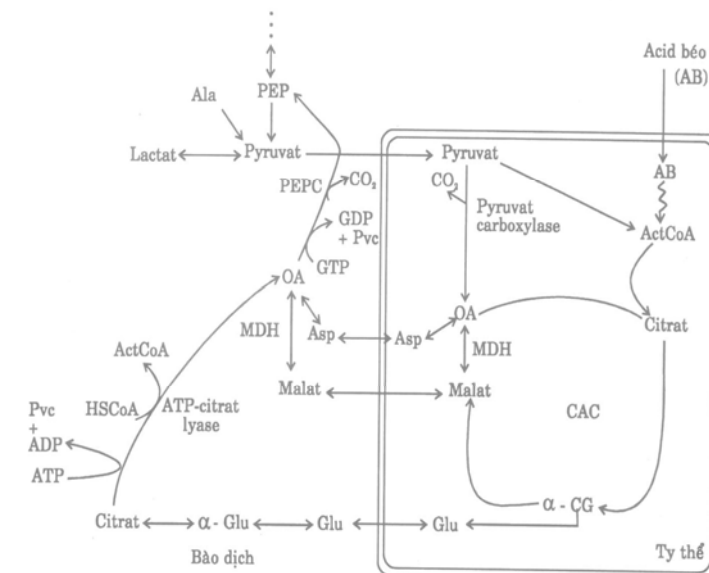 Acid béo
(AB)
PEP
Ala
Lactat
Pyruvat
Pyruvat
AB
PEPC
CO₂
CO₂
Pyruvat
carboxylase
ActCoA
GDP
+ Pvc
GTP
OA
OA
Citrat
MDH
Asp
Asp
MDH
ActCoA
Malat
Malat
HSCoA
ATP-citrat
lyase
CAC
Pvc
+
ADP
ATP
α - CG
Citrat
α - Glu
Glu
Glu
Bào dịch
Ty thể